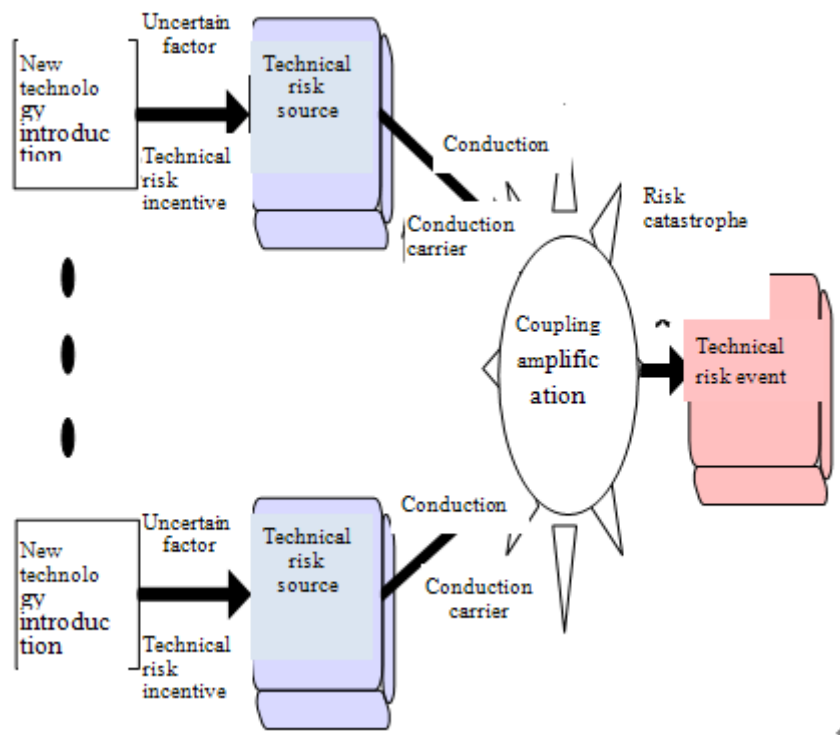 Uncertain
factor
New
technolo
gy
introduc
tion
Technical
risk
source
Technical
risk
incentive
Conduction
Conduction
carrier
Risk
catastrophe
Coupling
amplific
ation
Technical
risk event
Uncertain
factor
New
technolo
gy
introduc
tion
Technical
risk
source
Technical
risk
incentive
Conduction
Conduction
carrier